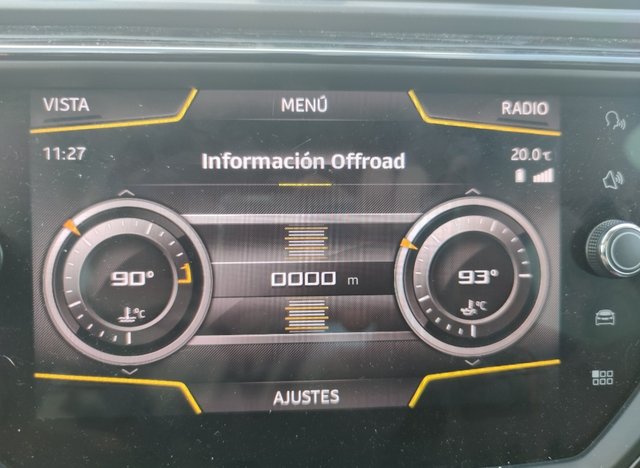 VISTA
MENÚ
RADIO
11:27
Información Offroad
20.0℃
90°
0000 m
93°
°C
°C
AJUSTES